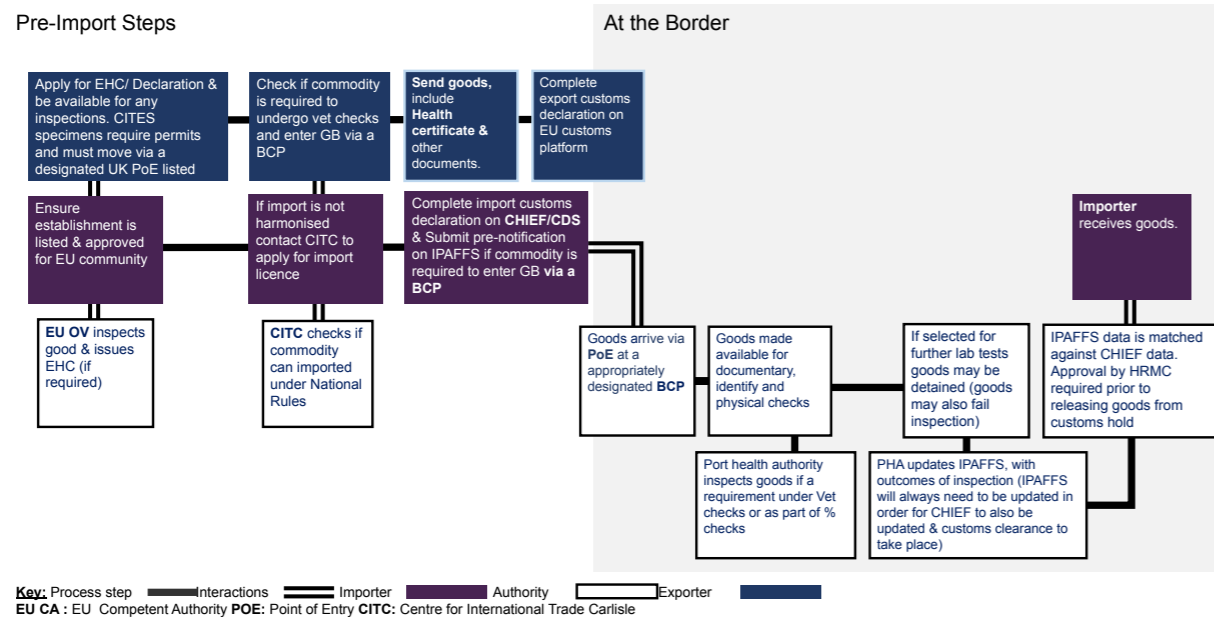 Pre-Import Steps
At the Border
Apply for EHC/ Declaration &
be available for any
inspections. CITES
specimens require permits
and must move via a
designated UK PoE listed
Check if commodity
is required to
undergo vet checks
and enter GB via a
BCP
Send goods,
include
Health
certificate &
other
documents.
Complete
export customs
declaration on
EU customs
platform
Ensure
establishment is
listed & approved
for EU community
If import is not
harmonised
contact CITC to
apply for import
licence
Complete import customs
declaration on CHIEF/CDS
& Submit pre-notification
on IPAFFS if commodity is
required to enter GB via a
BCP
Importer
receives goods.
EU OV inspects
good & issues
EHC (if
required)
CITC checks if
commodity
can imported
under National
Rules
Goods arrive via
PoE at a
appropriately
designated BCP
Goods made
available for
documentary,
identify and
physical checks
If selected for
further lab tests
goods may be
detained (goods
may also fail
inspection)
IPAFFS data is matched
against CHIEF data.
Approval by HRMC
required prior to
releasing goods from
customs hold
Port health authority
inspects goods if a
requirement under Vet
checks or as part of %
checks
PHA updates IPAFFS, with
outcomes of inspection (IPAFFS
will always need to be updated in
order for CHIEF to also be
updated & customs clearance to
take place)
Key: Process step Interactions Importer Authority Exporter
EU CA : EU Competent Authority POE: Point of Entry CITC: Centre for International Trade Carlisle